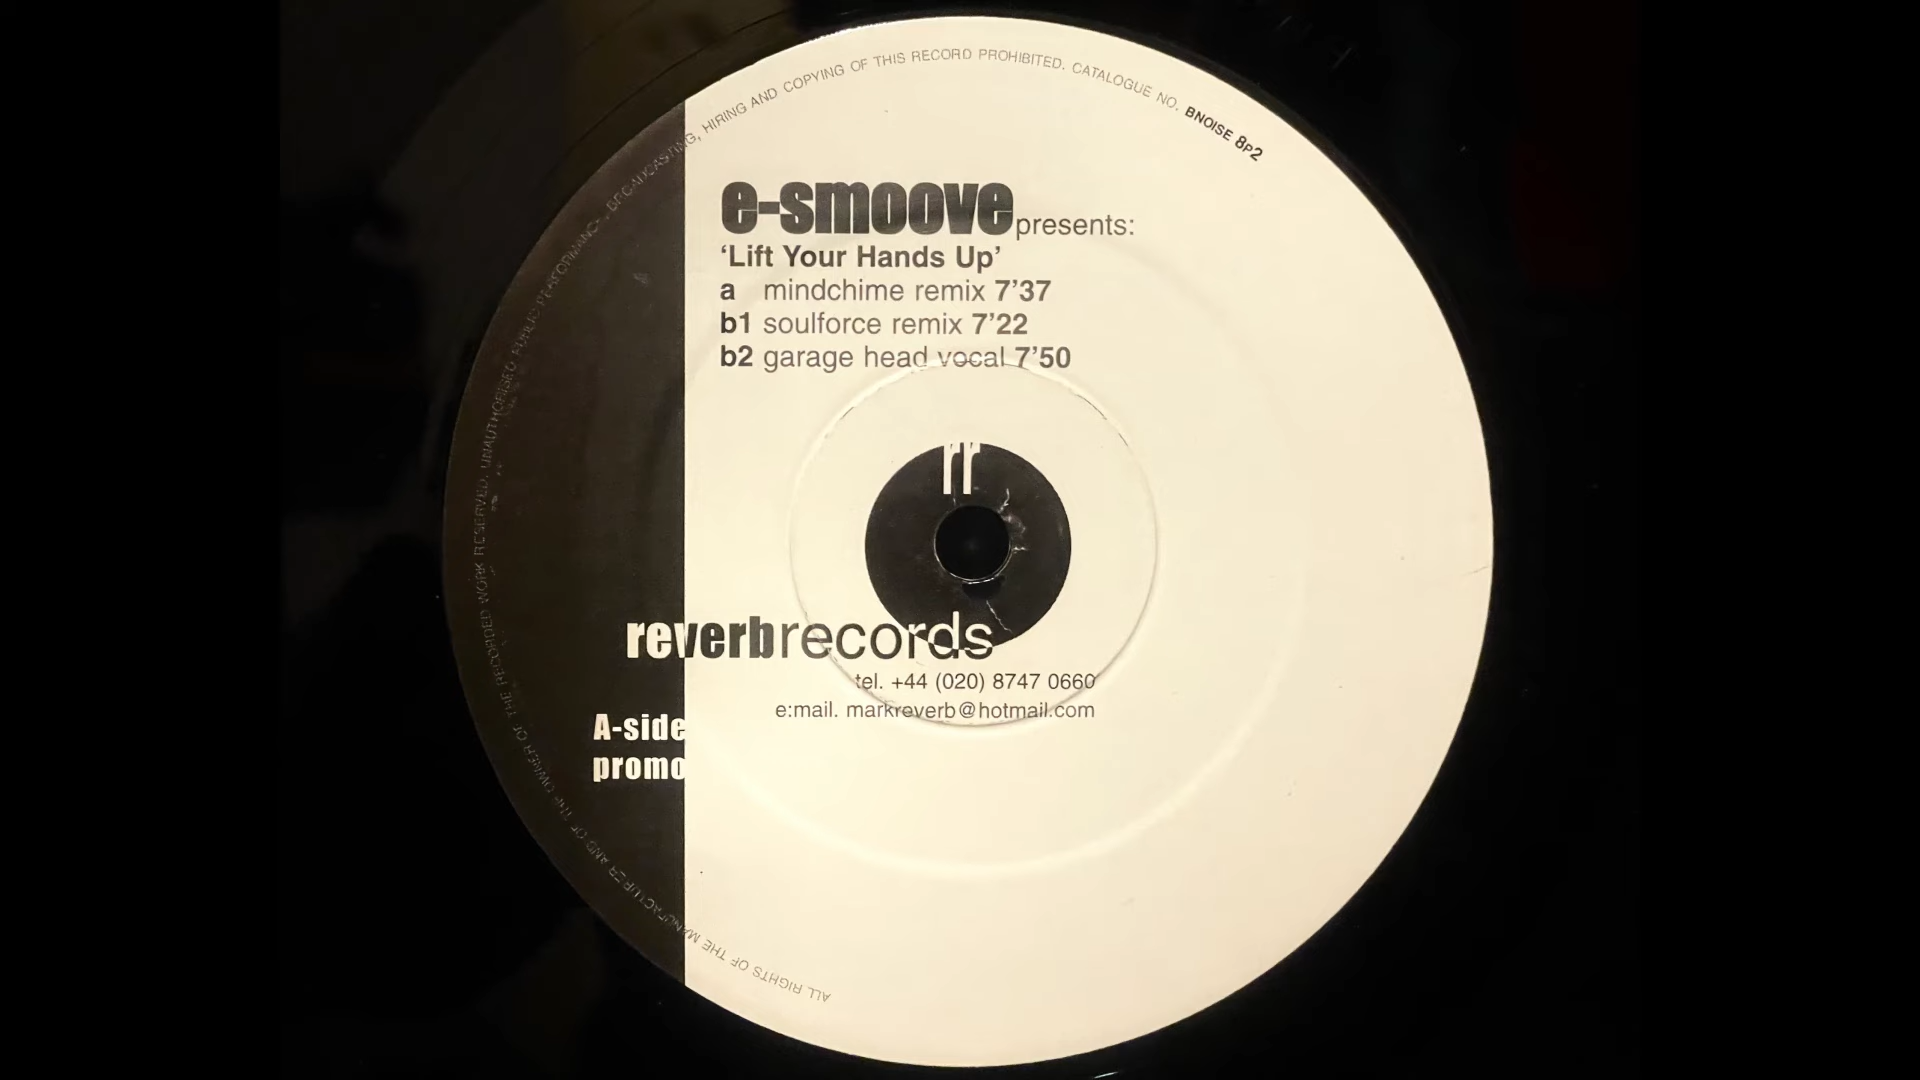 ALL RIGHTS OF THE MANUFACTURER AND OF THE OWNER OF THE RECORDED WORK RESERVED. UNAUTHORISED PUBLIC PERFORMANCE, BROADCASTING, HIRING AND COPYING OF THIS RECORD PROHIBITED. CATALOGUE NO. BNOISE 8P2
e-smoove presents:
‘Lift Your Hands Up’
a mindchime remix 7’37
b1 soulforce remix 7’22
b2 garage head vocal 7’50
rr
reverbrecords
tel. +44 (020) 8747 0660
e:mail. markreverb@hotmail.com
A-side
promo